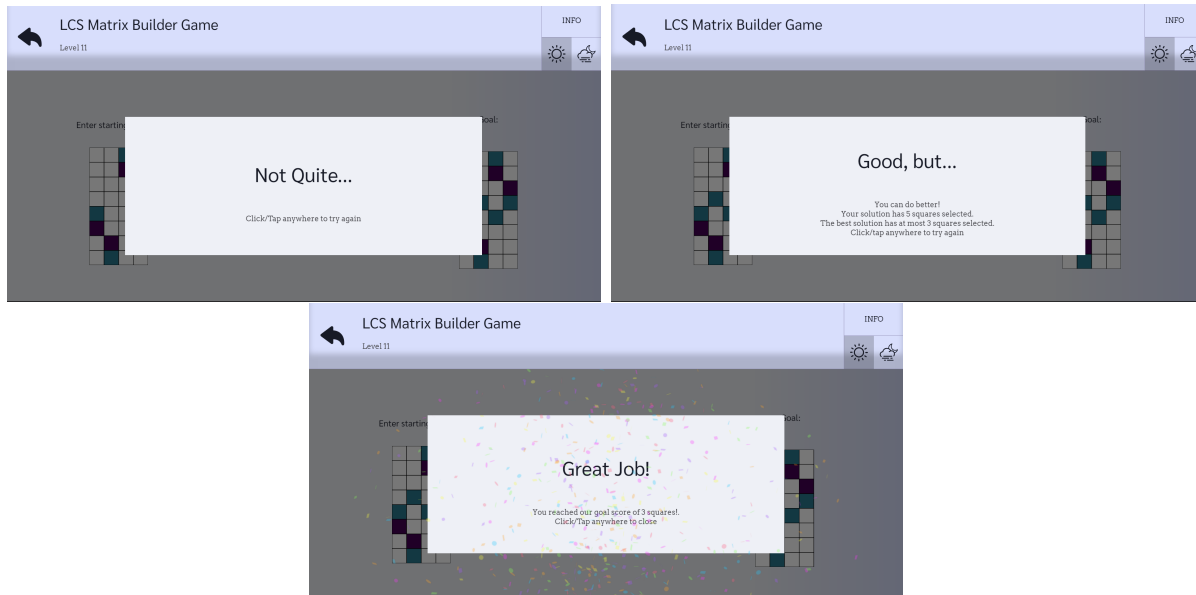 LCS Matrix Builder Game
Level 11
INFO
Enter starting
Goal:
Not Quite...
Click/Tap anywhere to try again
LCS Matrix Builder Game
Level 11
INFO
Enter starting
oal:
Good, but...
You can do better!
Your solution has 5 squares selected.
The best solution has at most 3 squares selected.
Click/tap anywhere to try again
LCS Matrix Builder Game
Level 11
INFO
Enter starting
Goal:
Great Job!
You reached our goal score of 3 squares!.
Click/Tap anywhere to close